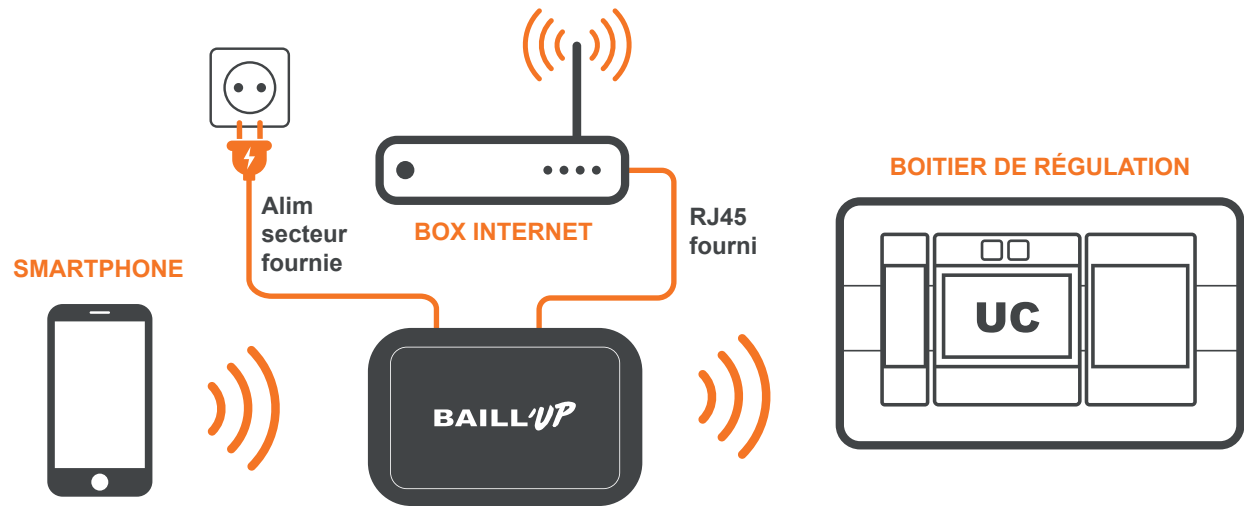 SMARTPHONE
Alim
secteur
fournie
BOX INTERNET
RJ45
fourni
BOITIER DE RÉGULATION
UC
BAILL'UP